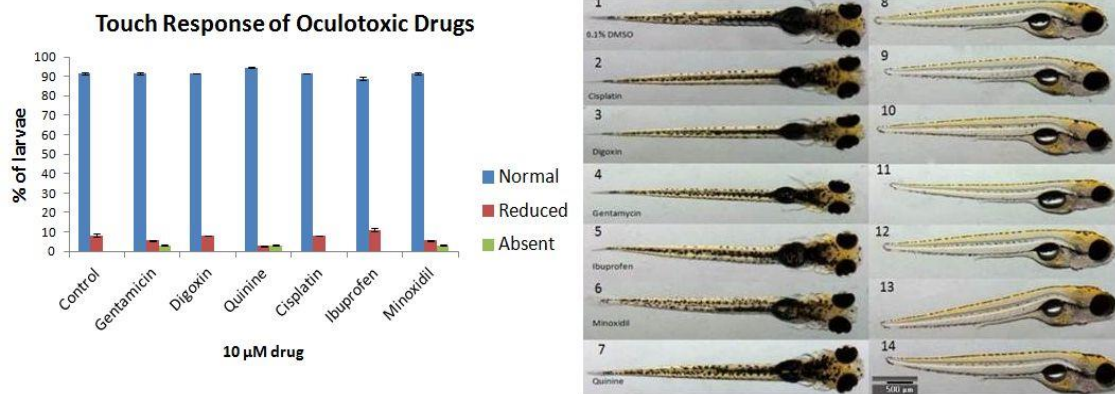 Touch Response of Oculotoxic Drugs
100
90
80
70
60
50
40
30
20
10
0
% of larvae
Control
Gentamicin
Digoxin
Quinine
Cisplatin
Ibuprofen
Minoxidil
10 µM drug
Normal
Reduced
Absent
1
0.1% DMSO
2
Cisplatin
3
Digoxin
4
Gentamycin
5
Ibuprofen
6
Minoxidil
7
Quinine
8
9
10
11
12
13
14
500 µm